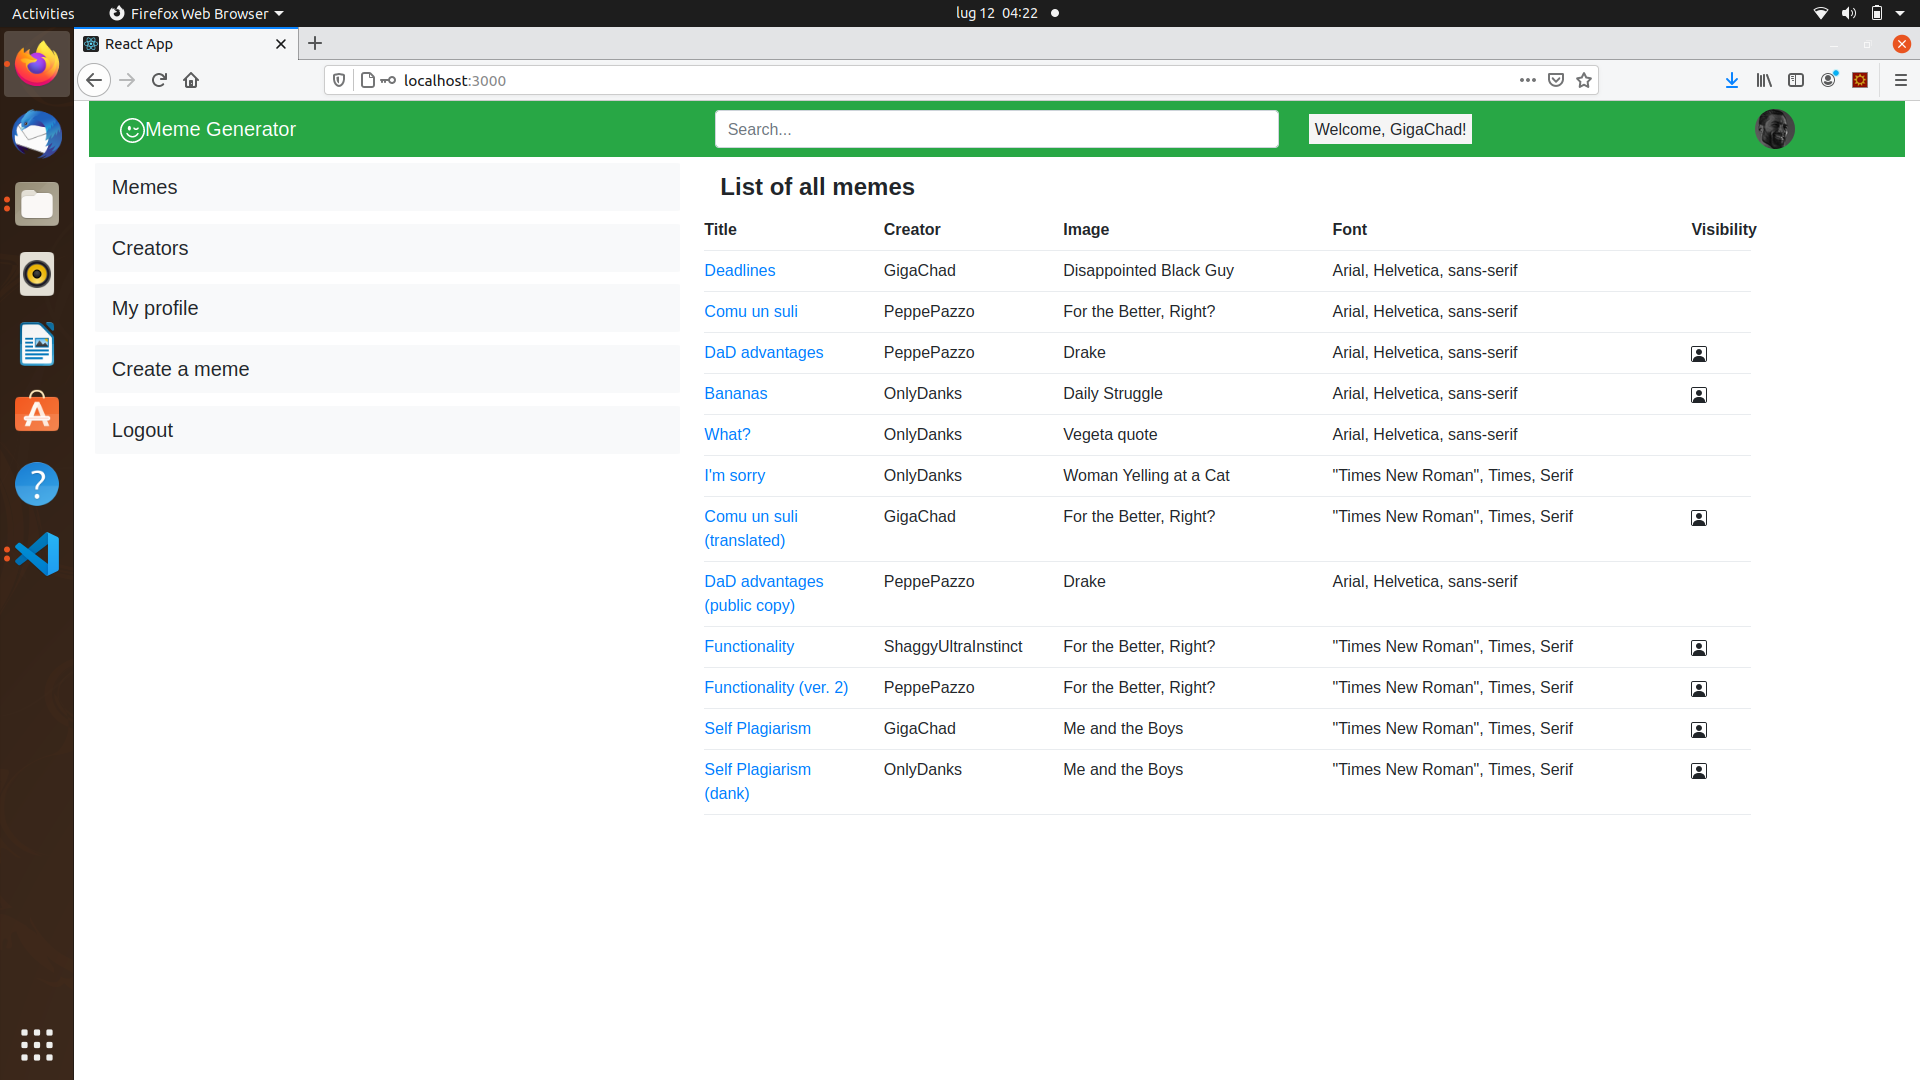 Activities Firefox Web Browser lug 12 04:22
React App
localhost:3000
Meme Generator Search... Welcome, GigaChad!
Memes
Creators
My profile
Create a meme
Logout
List of all memes
Title Creator Image Font Visibility
Deadlines GigaChad Disappointed Black Guy Arial, Helvetica, sans-serif
Comu un suli PeppePazzo For the Better, Right? Arial, Helvetica, sans-serif
DaD advantages PeppePazzo Drake Arial, Helvetica, sans-serif
Bananas OnlyDanks Daily Struggle Arial, Helvetica, sans-serif
What? OnlyDanks Vegeta quote Arial, Helvetica, sans-serif
I'm sorry OnlyDanks Woman Yelling at a Cat "Times New Roman", Times, Serif
Comu un suli GigaChad For the Better, Right? "Times New Roman", Times, Serif
(translated)
DaD advantages PeppePazzo Drake Arial, Helvetica, sans-serif
(public copy)
Functionality ShaggyUltraInstinct For the Better, Right? "Times New Roman", Times, Serif
Functionality (ver. 2) PeppePazzo For the Better, Right? "Times New Roman", Times, Serif
Self Plagiarism GigaChad Me and the Boys "Times New Roman", Times, Serif
Self Plagiarism OnlyDanks Me and the Boys "Times New Roman", Times, Serif
(dank)